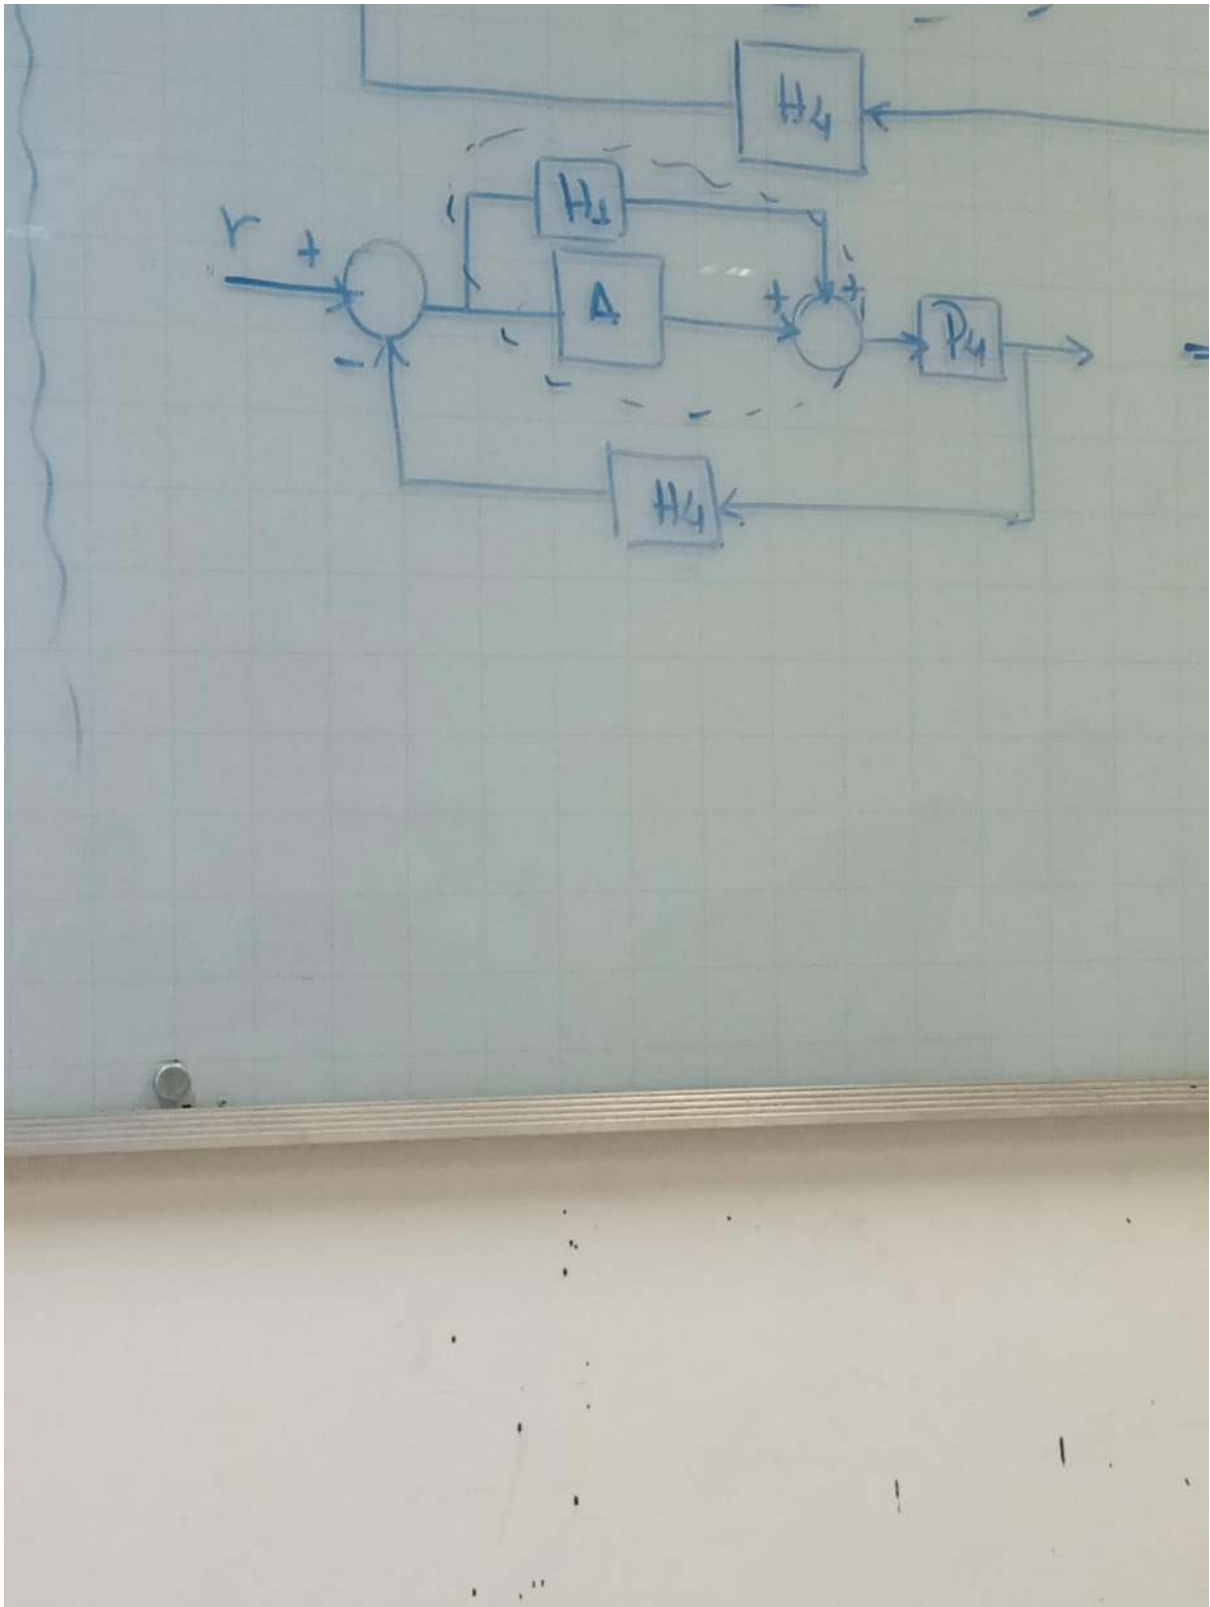 H4
H1
r +
A + + P4 =
-
H4